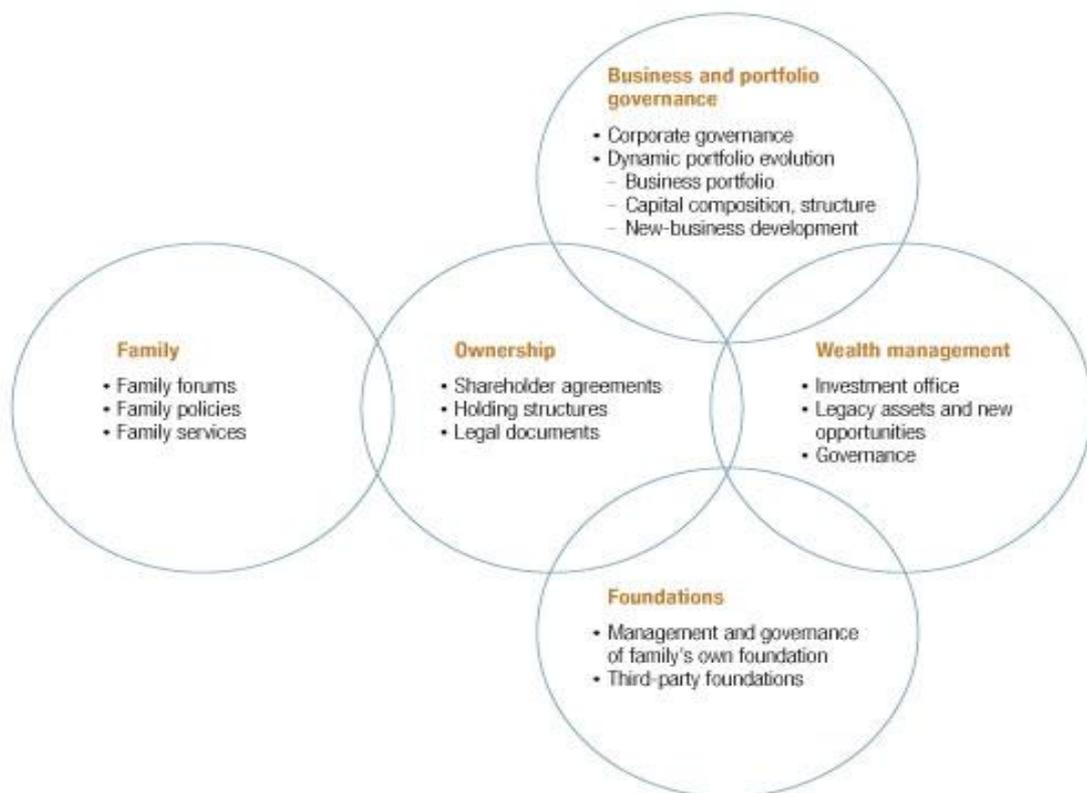 Business and portfolio
governance
• Corporate governance
• Dynamic portfolio evolution
– Business portfolio
– Capital composition, structure
– New-business development
Family
• Family forums
• Family policies
• Family services
Ownership
• Shareholder agreements
• Holding structures
• Legal documents
Wealth management
• Investment office
• Legacy assets and new
opportunities
• Governance
Foundations
• Management and governance
of family's own foundation
• Third-party foundations